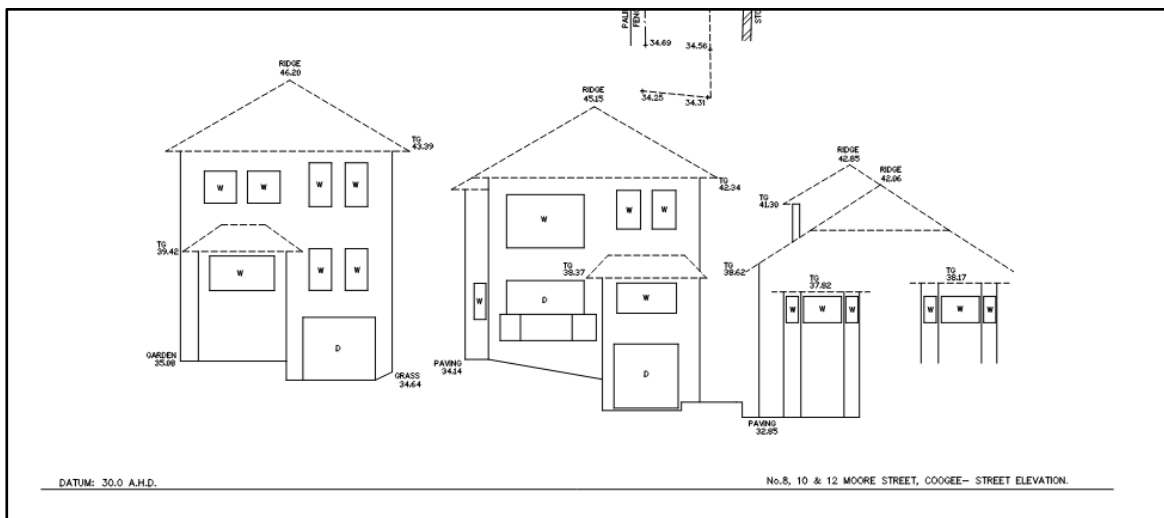 PALI
FENC
STO
34.69
34.56
34.25
34.31
RIDGE
46.20
TG
43.39
W
W
W
W
TG
39.42
W
W
W
D
GARDEN
35.08
GRASS
34.64
RIDGE
45.15
TG
42.34
W
W
W
TG
38.37
W
D
W
D
PAVING
34.14
RIDGE
42.85
RIDGE
42.06
TG
41.30
TG
38.62
TG
37.82
W
W
W
TG
38.17
W
W
W
PAVING
32.85
DATUM: 30.0 A.H.D.
No.8, 10 & 12 MOORE STREET, COOGEE– STREET ELEVATION.